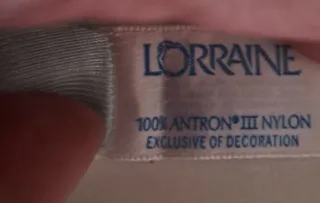 LORRAINE
100% ANTRON® III NYLON
EXCLUSIVE OF DECORATION